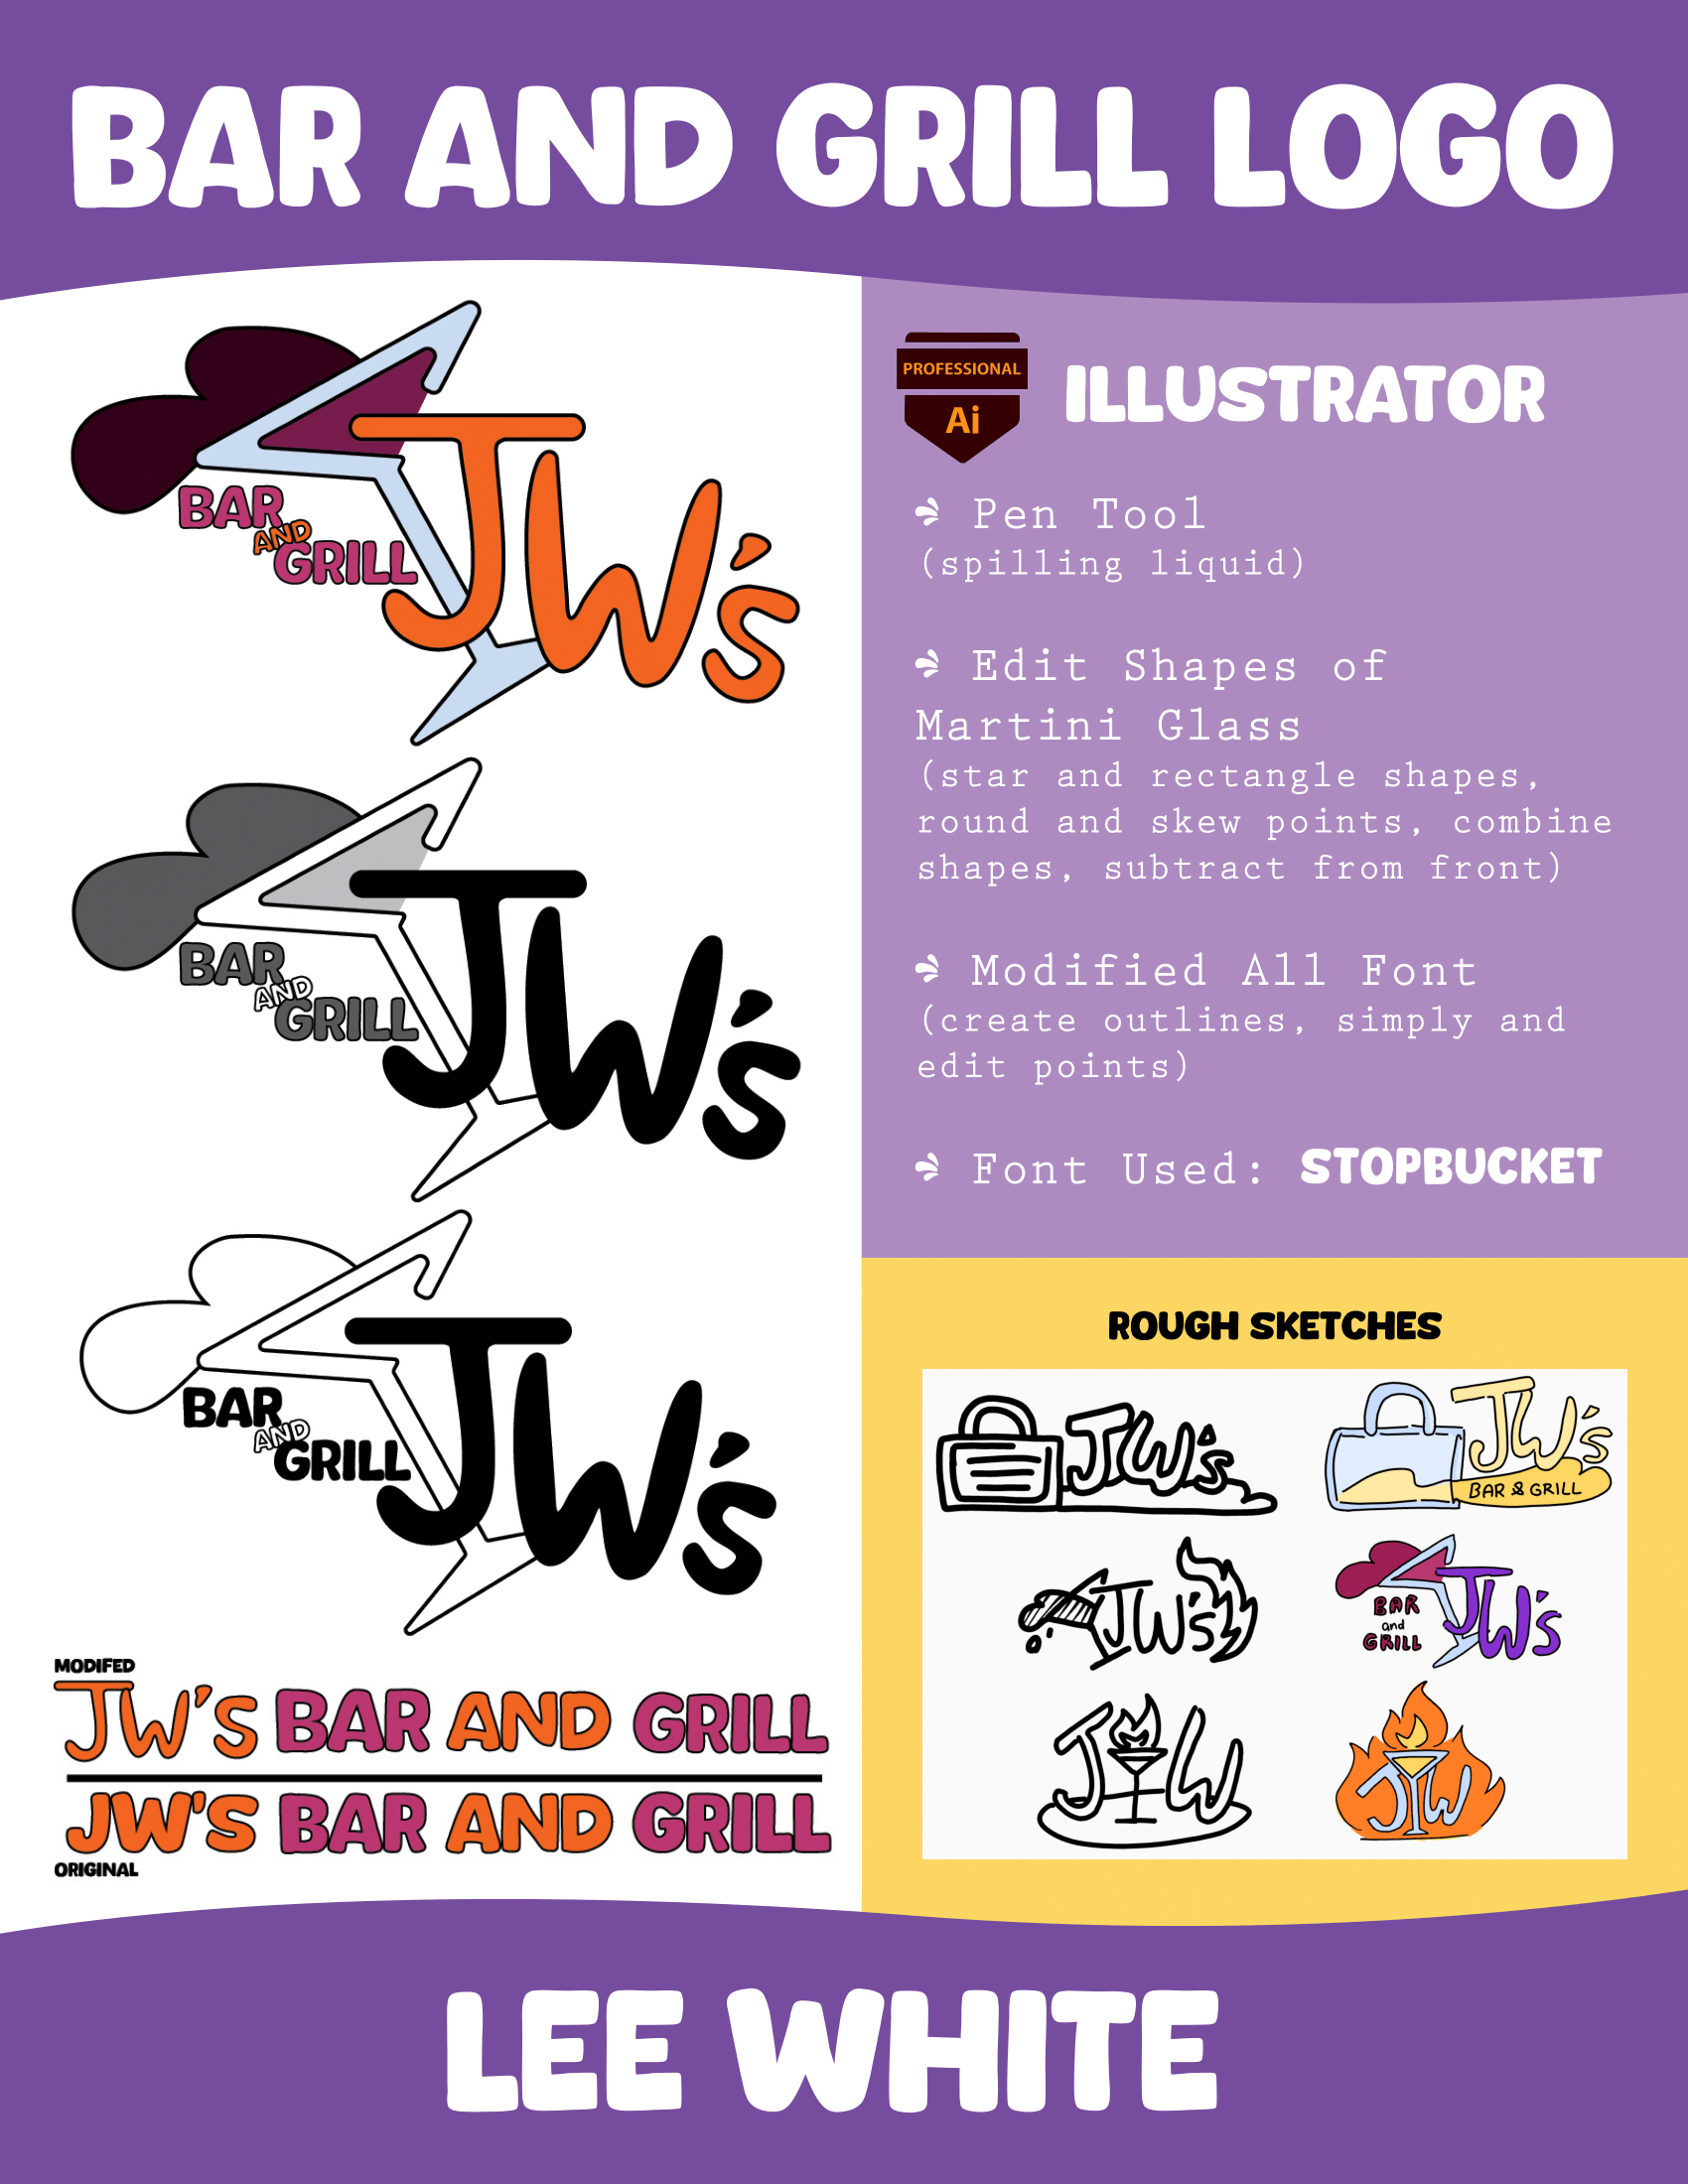 BAR AND GRILL LOGO
BAR
AND
GRILL
JW's
BAR
AND
GRILL
JW's
BAR
AND
GRILL
JW's
MODIFED
JW's BAR AND GRILL
JW's BAR AND GRILL
ORIGINAL
PROFESSIONAL
Ai
ILLUSTRATOR
Pen Tool
(spilling liquid)
Edit Shapes of
Martini Glass
(star and rectangle shapes,
round and skew points, combine
shapes, subtract from front)
Modified All Font
(create outlines, simply and
edit points)
Font Used: STOPBUCKET
ROUGH SKETCHES
JW's
JW's
BAR & GRILL
JW's
BAR
and
GRILL
JW's
JW
JW
LEE WHITE